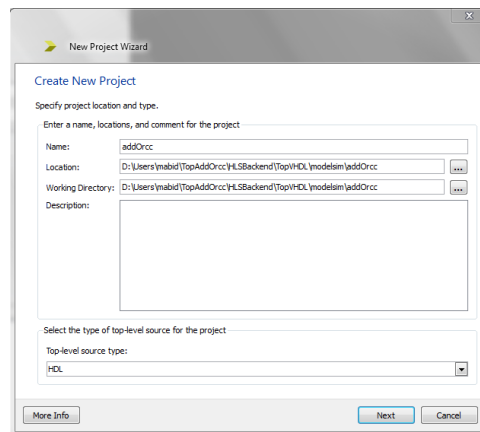 New Project Wizard
Create New Project
Specify project location and type.
Enter a name, locations, and comment for the project
Name: addOrcc
Location: D:\Users\mabid\TopAddOrcc\HLSBackend\TopVHDL\modelsim\addOrcc ...
Working Directory: D:\Users\mabid\TopAddOrcc\HLSBackend\TopVHDL\modelsim\addOrcc ...
Description:
Select the type of top-level source for the project
Top-level source type:
HDL
More Info Next Cancel